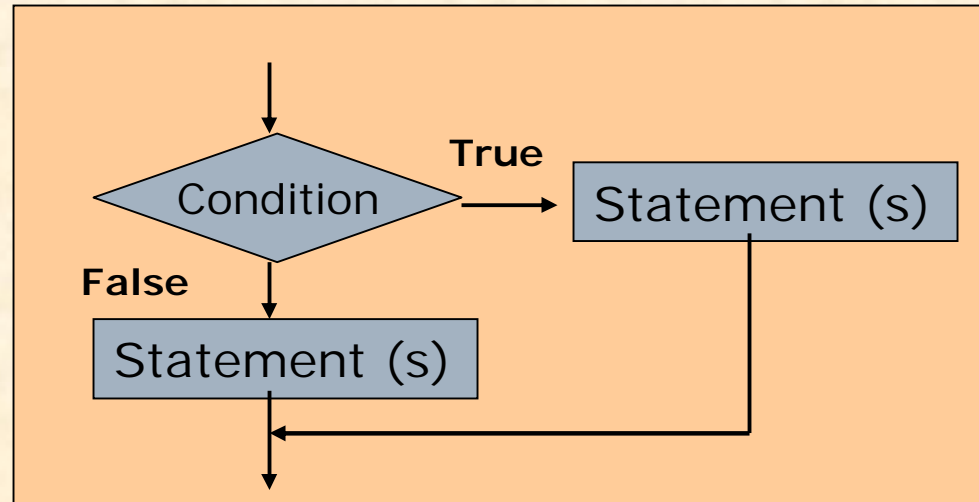 True
Condition
Statement (s)
False
Statement (s)